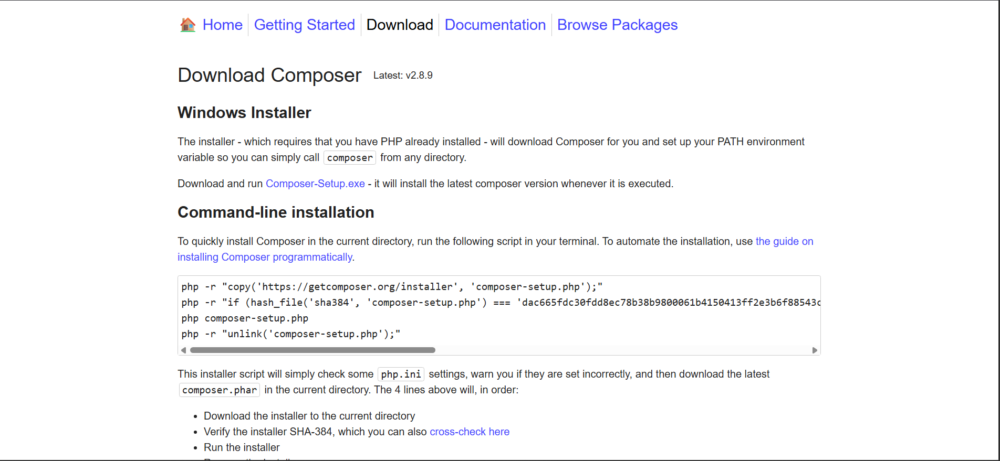 Home Getting Started Download Documentation Browse Packages
Download Composer Latest: v2.8.9
Windows Installer
The installer - which requires that you have PHP already installed - will download Composer for you and set up your PATH environment
variable so you can simply call composer from any directory.
Download and run Composer-Setup.exe - it will install the latest composer version whenever it is executed.
Command-line installation
To quickly install Composer in the current directory, run the following script in your terminal. To automate the installation, use the guide on
installing Composer programmatically.
php -r "copy('https://getcomposer.org/installer', 'composer-setup.php');"
php -r "if (hash_file('sha384', 'composer-setup.php') === 'dac665fdc30fdd8ec78b38b9800061b4150413ff2e3b6f88543c
php composer-setup.php
php -r "unlink('composer-setup.php');"
This installer script will simply check some php.ini settings, warn you if they are set incorrectly, and then download the latest
composer.phar in the current directory. The 4 lines above will, in order:
• Download the installer to the current directory
• Verify the installer SHA-384, which you can also cross-check here
• Run the installer